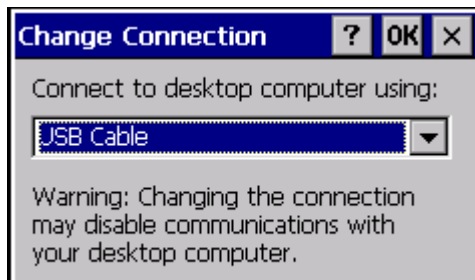 Change Connection ? OK ×
Connect to desktop computer using:
USB Cable
Warning: Changing the connection
may disable communications with
your desktop computer.